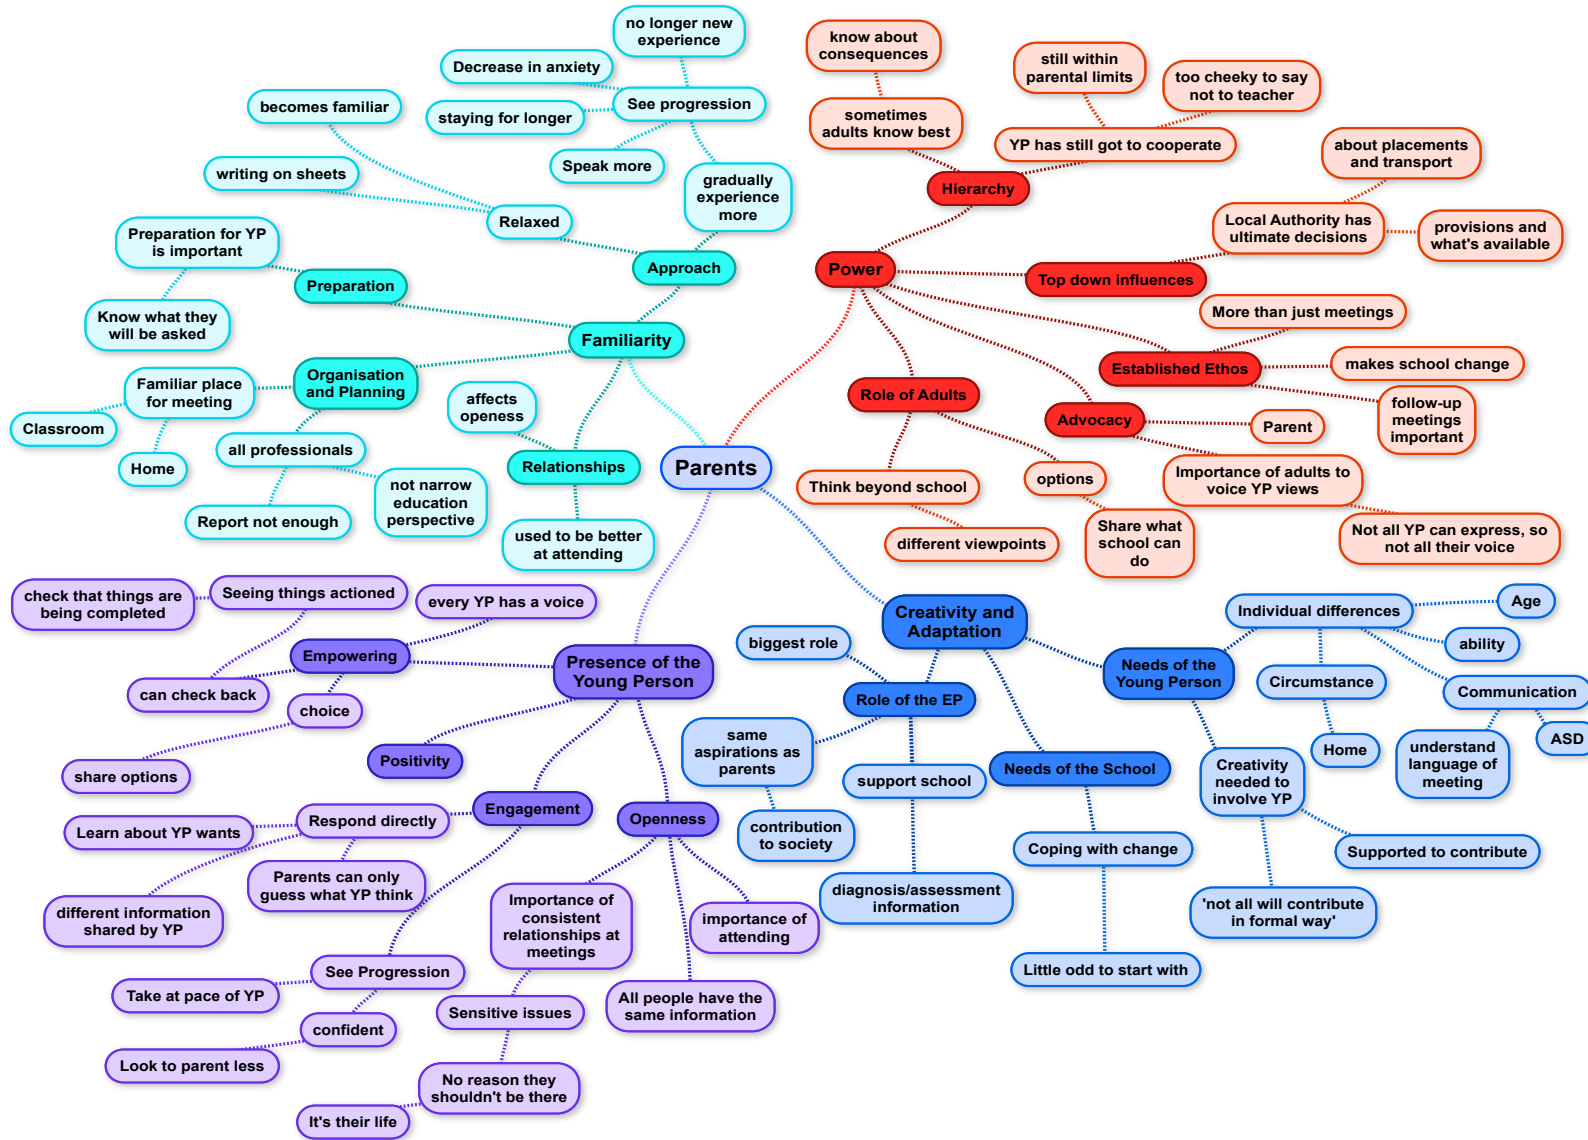 no longer new
experience
Decrease in anxiety
See progression
becomes familiar
staying for longer
Speak more
writing on sheets
gradually
experience
more
Relaxed
Preparation for YP
is important
Approach
Preparation
Know what they
will be asked
Familiarity
Organisation
and Planning
Familiar place
for meeting
Classroom
Home
all professionals
Report not enough
not narrow
education
perspective
affects
openess
Relationships
used to be better
at attending
Parents
know about
consequences
sometimes
adults know best
still within
parental limits
too cheeky to say
not to teacher
YP has still got to cooperate
Hierarchy
about placements
and transport
Local Authority has
ultimate decisions
provisions and
what's available
Power
Top down influences
More than just meetings
Established Ethos
makes school change
follow-up
meetings
important
Role of Adults
Advocacy
Parent
Importance of adults to
voice YP views
Not all YP can express, so
not all their voice
Think beyond school
different viewpoints
options
Share what
school can
do
check that things are
being completed
Seeing things actioned
every YP has a voice
Empowering
can check back
choice
share options
Presence of the
Young Person
Positivity
Engagement
Openness
Respond directly
Learn about YP wants
Parents can only
guess what YP think
different information
shared by YP
See Progression
Take at pace of YP
confident
Look to parent less
Importance of
consistent
relationships at
meetings
Sensitive issues
No reason they
shouldn't be there
It's their life
importance of
attending
All people have the
same information
Creativity and
Adaptation
biggest role
Role of the EP
same
aspirations as
parents
contribution
to society
support school
diagnosis/assessment
information
Needs of the School
Coping with change
Little odd to start with
Needs of the
Young Person
Individual differences
Age
ability
Circumstance
Home
Communication
ASD
understand
language of
meeting
Creativity
needed to
involve YP
Supported to contribute
'not all will contribute
in formal way'